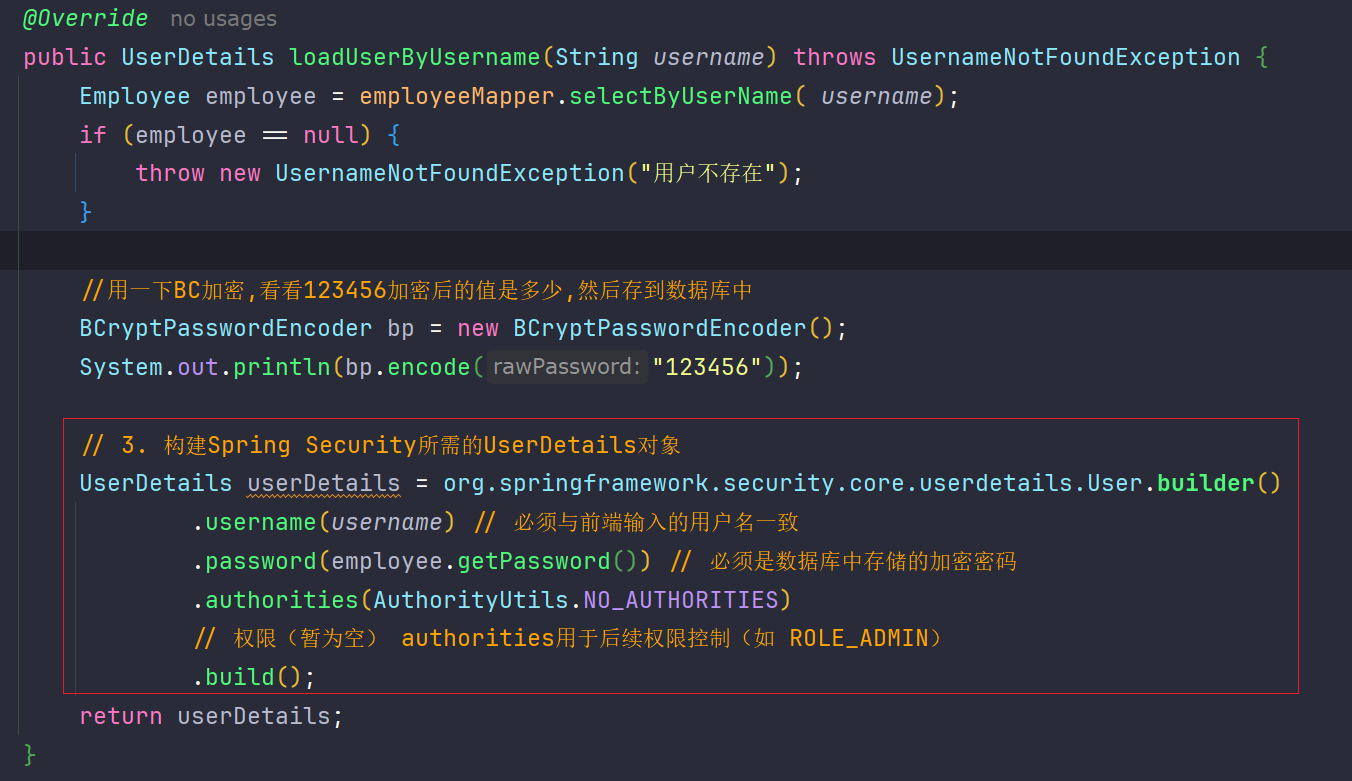 @Override no usages
public UserDetails loadUserByUsername(String username) throws UsernameNotFoundException {
Employee employee = employeeMapper.selectByUserName( username);
if (employee == null) {
throw new UsernameNotFoundException("用户不存在");
}
//用一下BC加密,看看123456加密后的值是多少,然后存到数据库中
BCryptPasswordEncoder bp = new BCryptPasswordEncoder();
System.out.println(bp.encode( rawPassword: "123456"));
// 3. 构建Spring Security所需的UserDetails对象
UserDetails userDetails = org.springframework.security.core.userdetails.User.builder()
.username(username) // 必须与前端输入的用户名一致
.password(employee.getPassword()) // 必须是数据库中存储的加密密码
.authorities(AuthorityUtils.NO_AUTHORITIES)
// 权限（暂为空） authorities用于后续权限控制（如 ROLE_ADMIN）
.build();
return userDetails;
}